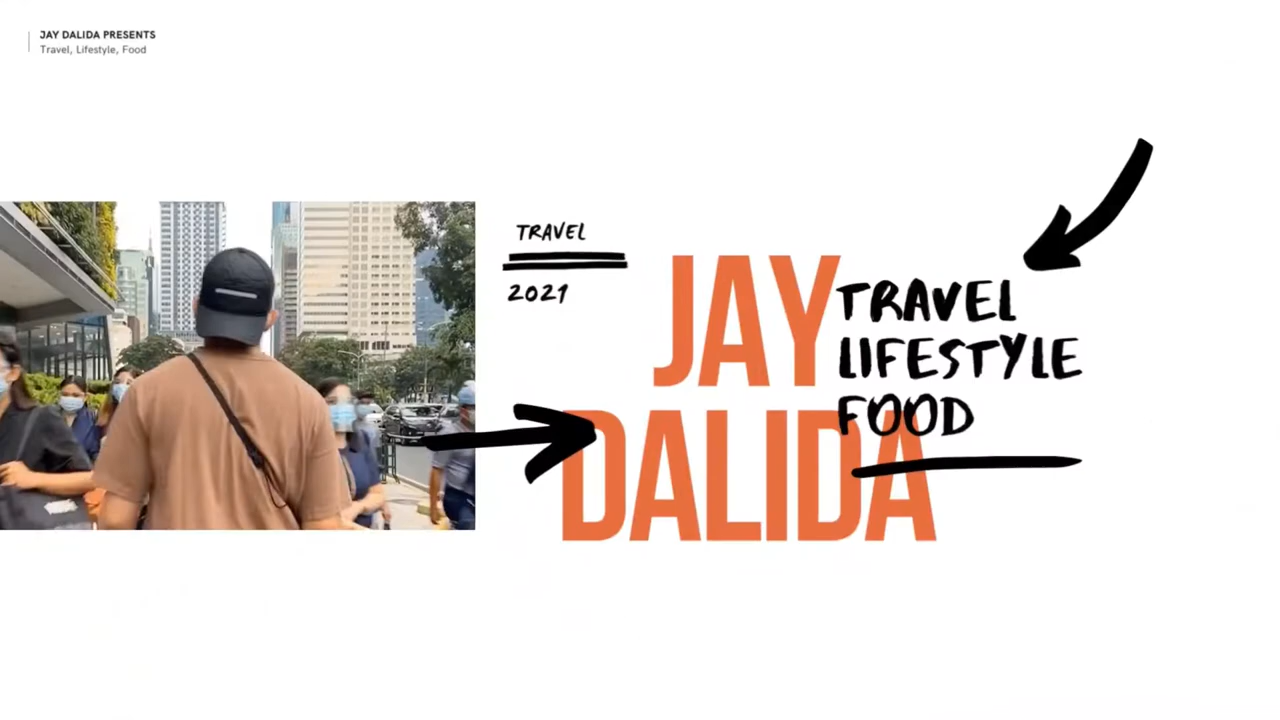 JAY DALIDA PRESENTS
Travel, Lifestyle, Food
TRAVEL
2021
JAY
DALIDA
TRAVEL
LIFESTYLE
FOOD